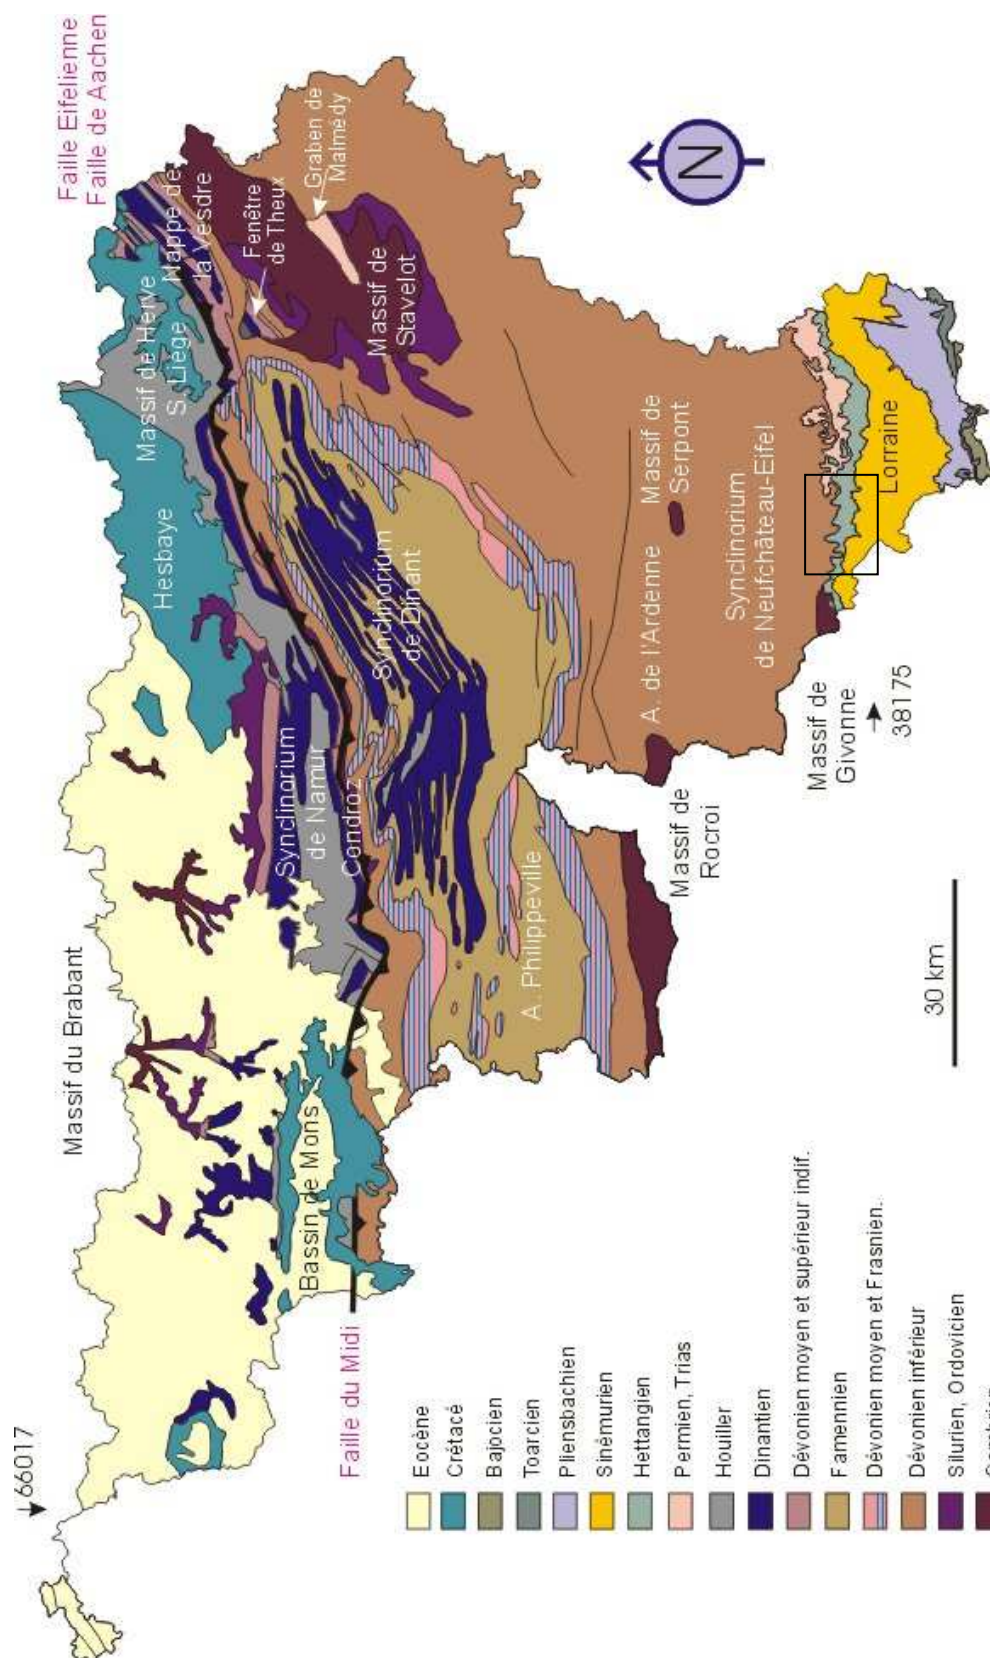 66017
Massif du Brabant
Faille Eifelienne
Faille de Aachen
Hesbaye
Massif de Herve
S. Liège
Nappe de
la Vesdre
Fenêtre
de Theux
Graben de
Malmédy
Massif de
Stavelot
Synclinorium
de Namur
Condroz
Synclinorium
de Dinant
Bassin de Mons
Faille du Midi
A. Philippeville
N
A. de l'Ardenne
Massif de
Serpont
Synclinorium
de Neufchâteau-Eifel
Massif de
Rocroi
Massif de
Givonne
38175
Lorraine
30 km
Eocène
Crétacé
Bajocien
Toarcien
Pliensbachien
Sinémurien
Hettangien
Permien, Trias
Houiller
Dinantien
Dévonien moyen et supérieur indif.
Famennien
Dévonien moyen et Frasnien.
Dévonien inférieur
Silurien, Ordovicien